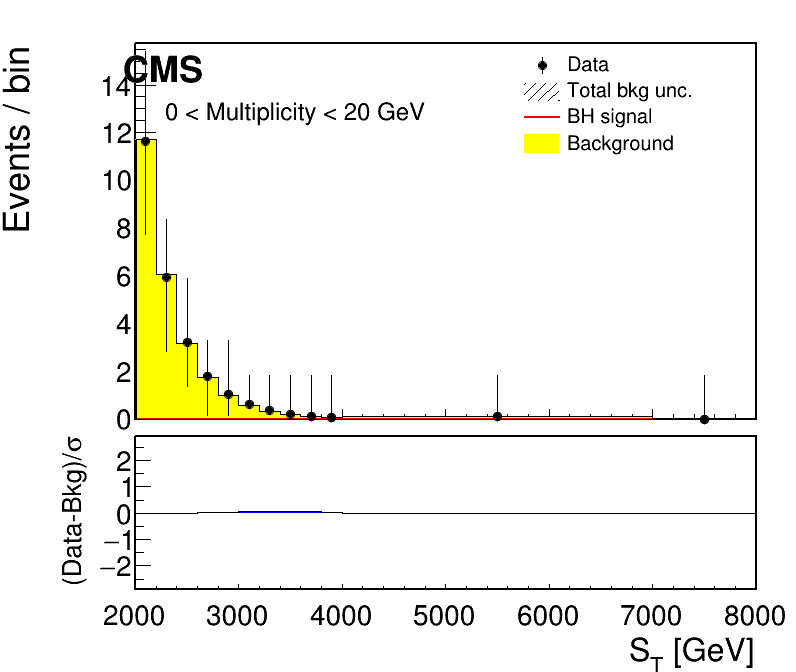 CMS
0 < Multiplicity < 20 GeV
Data
Total bkg unc.
BH signal
Background
Events / bin
14
12
10
8
6
4
2
0
(Data-Bkg)/σ
2
1
0
−1
−2
2000 3000 4000 5000 6000 7000 8000
S_T [GeV]